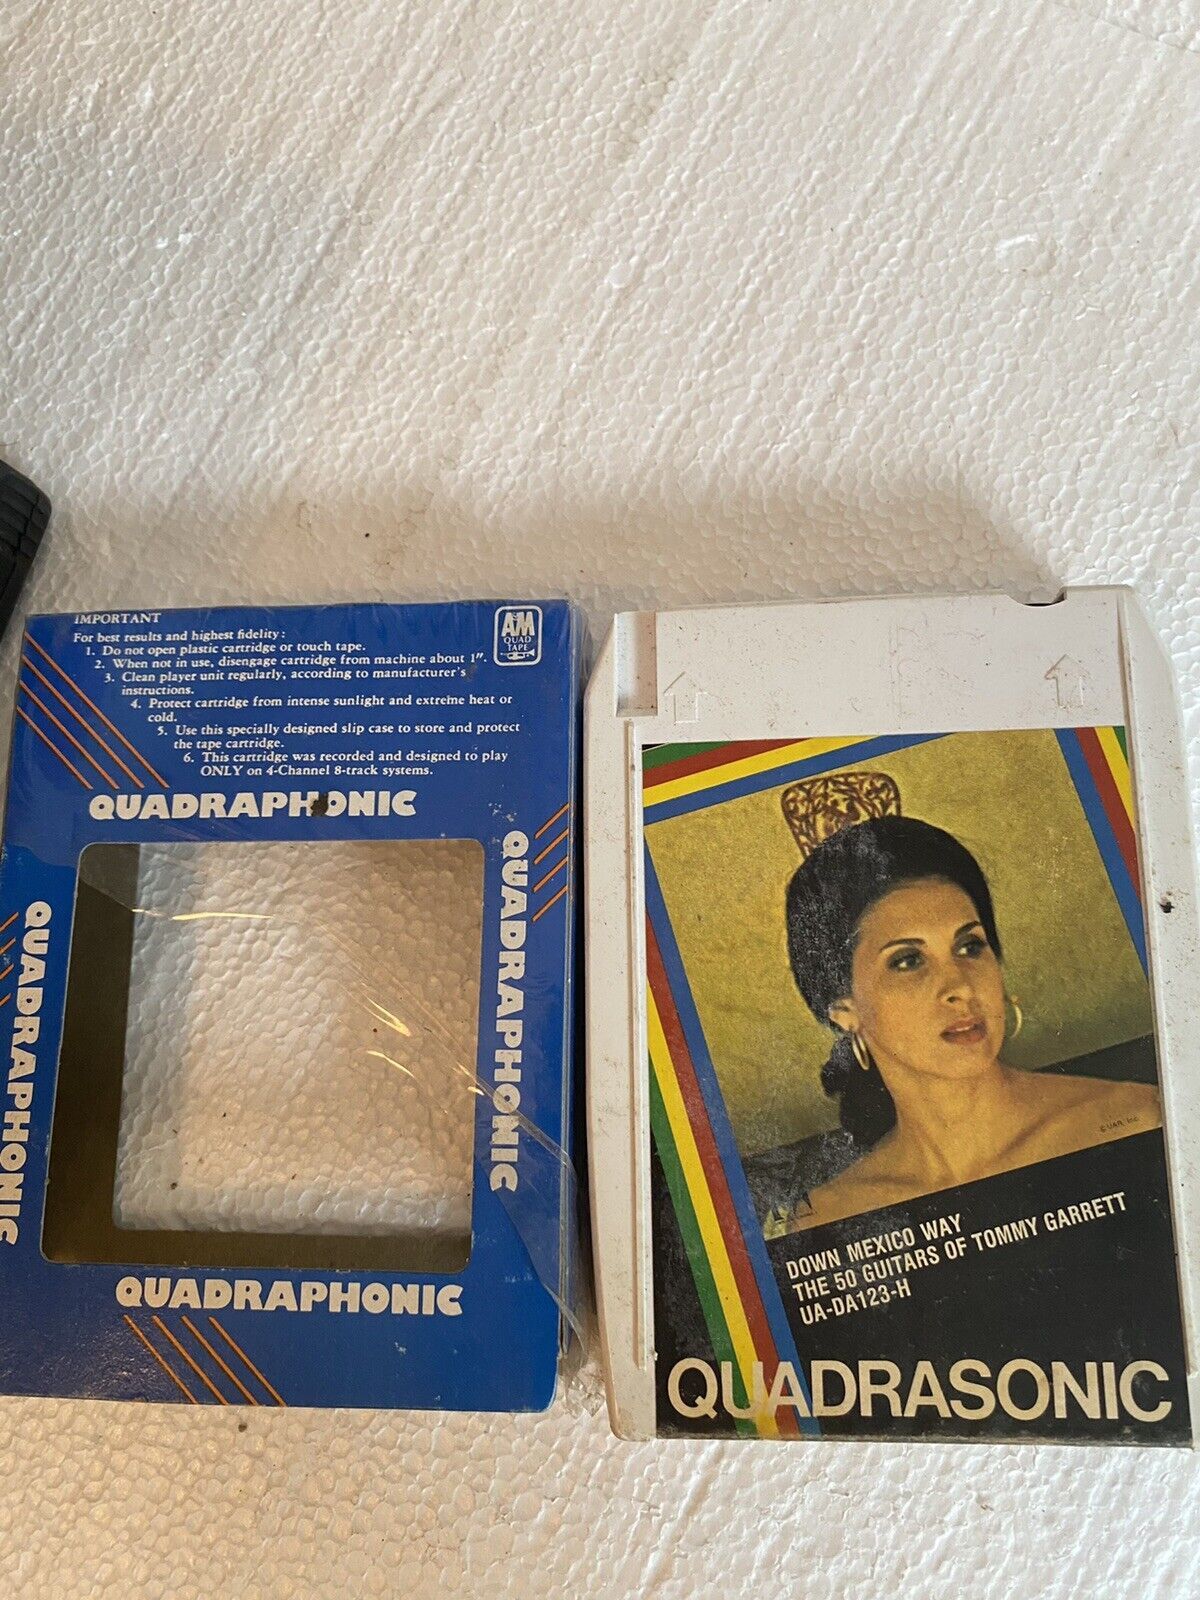 IMPORTANT
For best results and highest fidelity:
1. Do not open plastic cartridge or touch tape.
2. When not in use, disengage cartridge from machine about 1".
3. Clean player unit regularly, according to manufacturer's
instructions.
4. Protect cartridge from intense sunlight and extreme heat or
cold.
5. Use this specially designed slip case to store and protect
the tape cartridge.
6. This cartridge was recorded and designed to play
ONLY on 4-Channel 8-track systems.
A&M
QUAD
TAPE
QUADRAPHONIC
QUADRAPHONIC
QUADRAPHONIC
QUADRAPHONIC
© UAR, Inc
DOWN MEXICO WAY
THE 50 GUITARS OF TOMMY GARRETT
UA-DA123-H
QUADRASONIC